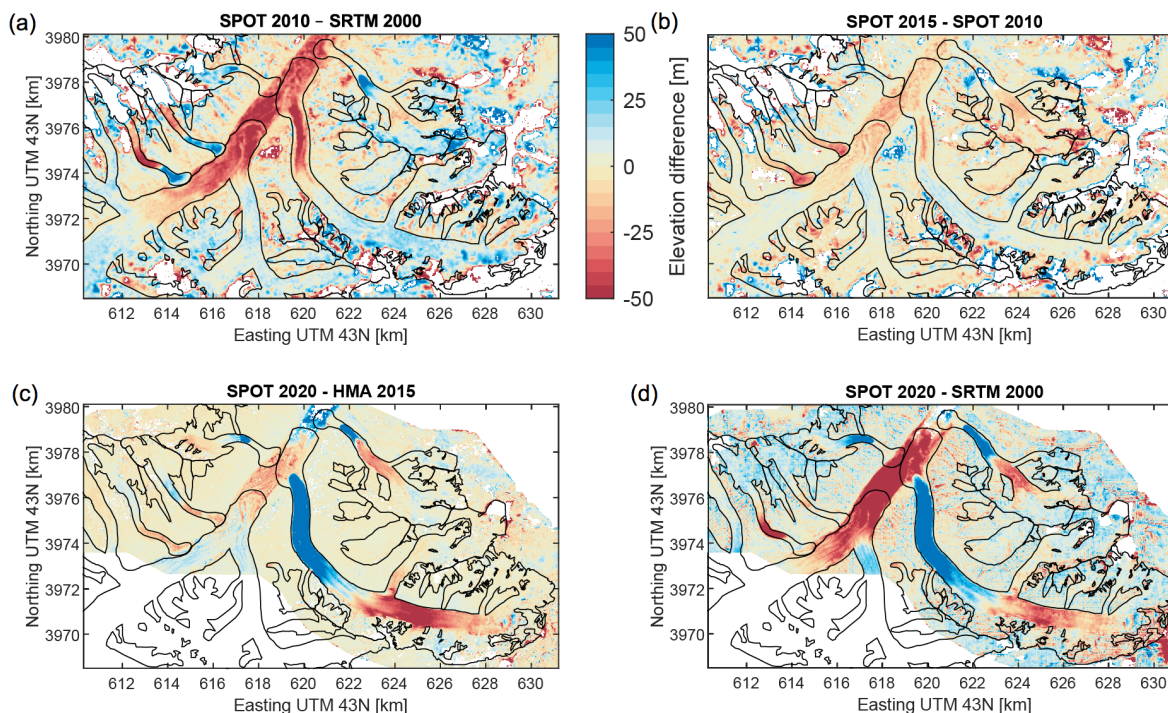 (a)
SPOT 2010 – SRTM 2000
3980
3978
3976
3974
3972
3970
Northing UTM 43N [km]
612 614 616 618 620 622 624 626 628 630
Easting UTM 43N [km]
50
25
0
-25
-50
Elevation difference [m]
(b)
SPOT 2015 - SPOT 2010
612 614 616 618 620 622 624 626 628 630
Easting UTM 43N [km]
(c)
SPOT 2020 - HMA 2015
3980
3978
3976
3974
3972
3970
Northing UTM 43N [km]
612 614 616 618 620 622 624 626 628 630
Easting UTM 43N [km]
(d)
SPOT 2020 - SRTM 2000
3980
3978
3976
3974
3972
3970
Northing UTM 43N [km]
612 614 616 618 620 622 624 626 628 630
Easting UTM 43N [km]